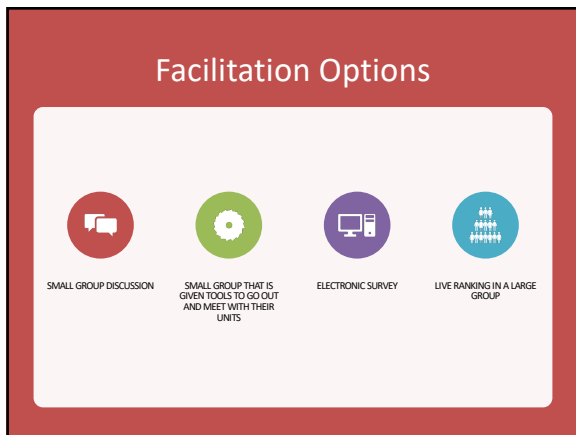 Facilitation Options
SMALL GROUP DISCUSSION
SMALL GROUP THAT IS
GIVEN TOOLS TO GO OUT
AND MEET WITH THEIR
UNITS
ELECTRONIC SURVEY
LIVE RANKING IN A LARGE
GROUP